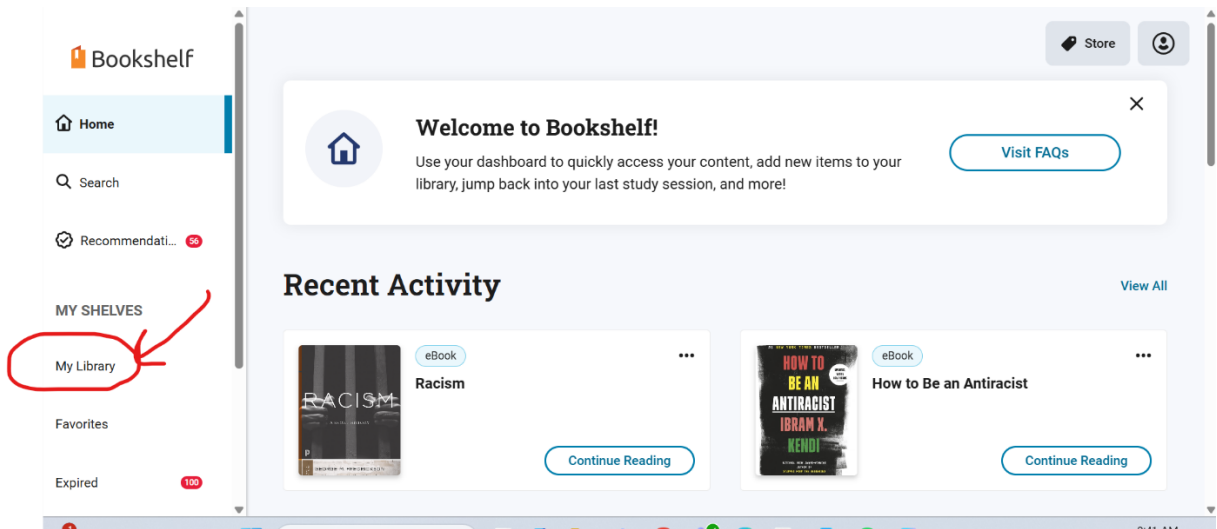 Bookshelf
Store
Home
Search
Recommendati... 56
MY SHELVES
My Library
Favorites
Expired 100
Welcome to Bookshelf!
Visit FAQs
Use your dashboard to quickly access your content, add new items to your
library, jump back into your last study session, and more!
Recent Activity
View All
RACISM
eBook
Racism
Continue Reading
HOW TO
BE AN
ANTIRACIST
IBRAM X.
KENDI
eBook
How to Be an Antiracist
Continue Reading